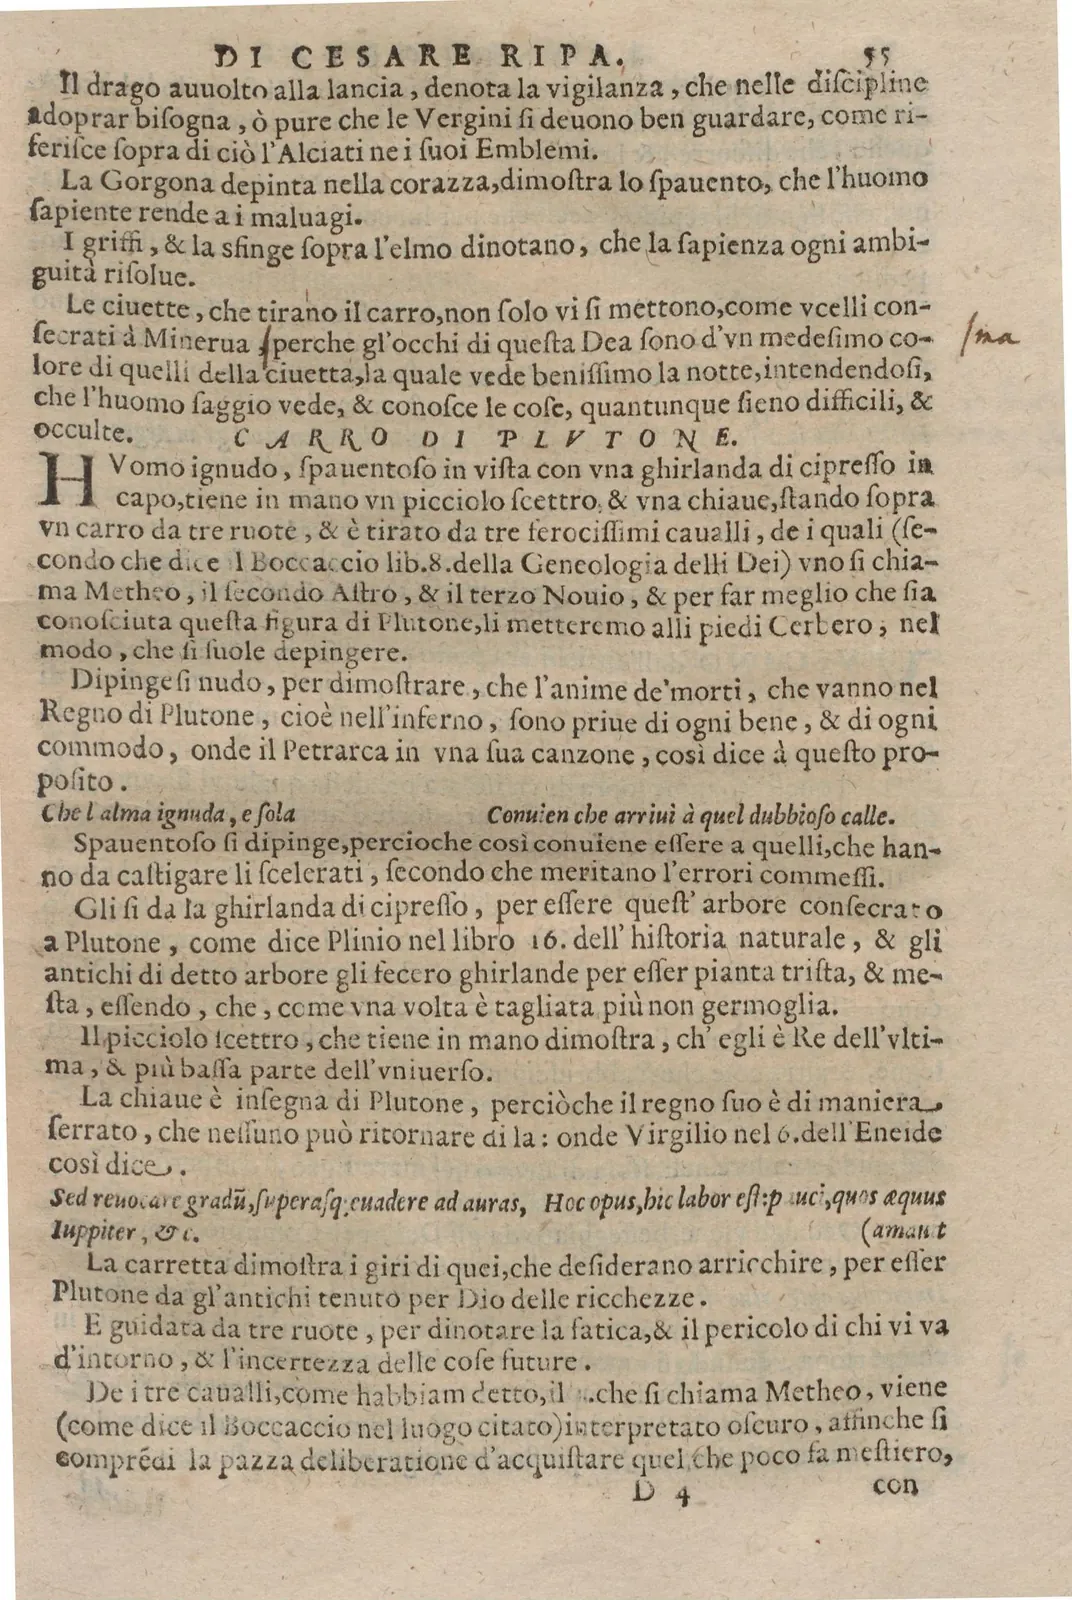 DI CESARE RIPA. 55
Il drago auuolto alla lancia, denota la vigilanza, che nelle diſcipline
adoprar biſogna, ò pure che le Vergini ſi deuono ben guardare, come ri-
feriſce ſopra di ciò l'Alciati ne i ſuoi Emblemi.
La Gorgona depinta nella corazza, dimoſtra lo ſpauento, che l'huomo
ſapiente rende a i maluagi.
I griffi, & la sfinge ſopra l'elmo dinotano, che la ſapienza ogni ambi-
guità riſolue.
Le ciuette, che tirano il carro, non ſolo vi ſi mettono, come vcelli con-
ſecrati à Minerua / perche gl'occhi di queſta Dea ſono d'vn medeſimo co- /ma
lore di quelli della ciuetta, la quale vede beniſſimo la notte, intendendoſi,
che l'huomo ſaggio vede, & conoſce le coſe, quantunque ſieno difficili, &
occulte. CARRO DI PLVTONE.
HVomo ignudo, ſpauentoſo in viſta con vna ghirlanda di cipreſſo in
capo, tiene in mano vn picciolo ſcettro, & vna chiaue, ſtando ſopra
vn carro da tre ruote, & è tirato da tre ferociſſimi caualli, de i quali (ſe-
condo che dice l Boccaccio lib.8. della Geneologia delli Dei) vno ſi chia-
ma Metheo, il ſecondo Aſtro, & il terzo Nouio, & per far meglio che ſia
conoſciuta queſta figura di Plutone, li metteremo alli piedi Cerbero, nel
modo, che ſi ſuole depingere.
Dipingeſi nudo, per dimoſtrare, che l'anime de'morti, che vanno nel
Regno di Plutone, cioè nell'inferno, ſono priue di ogni bene, & di ogni
commodo, onde il Petrarca in vna ſua canzone, così dice à queſto pro-
poſito.
Che l alma ignuda, e ſola Conuien che arriui à quel dubbioſo calle.
Spauentoſo ſi dipinge, percioche così conuiene eſſere a quelli, che han-
no da caſtigare li ſcelerati, ſecondo che meritano l'errori commeſſi.
Gli ſi da la ghirlanda di cipreſſo, per eſſere queſt' arbore conſecrato
a Plutone, come dice Plinio nel libro 16. dell' hiſtoria naturale, & gli
antichi di detto arbore gli fecero ghirlande per eſſer pianta triſta, & me-
ſta, eſſendo, che, come vna volta è tagliata più non germoglia.
Il picciolo ſcettro, che tiene in mano dimoſtra, ch' egli è Re dell'vlti-
ma, & più baſſa parte dell'vniuerſo.
La chiaue è inſegna di Plutone, perciòche il regno ſuo è di maniera
ſerrato, che neſſuno può ritornare di la: onde Virgilio nel 6. dell'Eneide
così dice.
Sed reuocare gradū, ſuperaſq; euadere ad auras, Hoc opus, hic labor eſt: pauci, quos æquus
Iuppiter, &c. (amauit
La carretta dimoſtra i giri di quei, che deſiderano arricchire, per eſſer
Plutone da gl'antichi tenuto per Dio delle ricchezze.
E guidata da tre ruote, per dinotare la fatica, & il pericolo di chi vi va
d'intorno, & l'incertezza delle coſe future.
De i tre caualli, come habbiam detto, il che ſi chiama Metheo, viene
(come dice il Boccaccio nel luogo citato) interpretato oſcuro, affinche ſi
comprēdi la pazza deliberatione d'acquiſtare quel, che poco fa meſtiero,
D 4 con